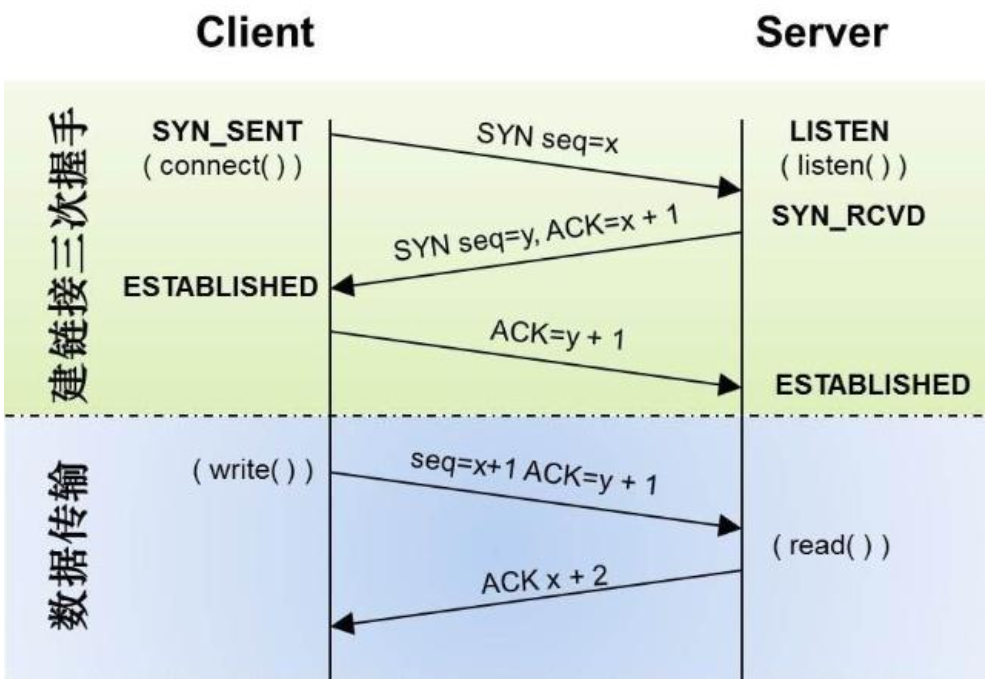 Client
Server
建链接三次握手
SYN_SENT
( connect( ) )
SYN seq=x
LISTEN
( listen( ) )
SYN_RCVD
SYN seq=y, ACK=x + 1
ESTABLISHED
ACK=y + 1
ESTABLISHED
数据传输
( write( ) )
seq=x+1 ACK=y + 1
( read( ) )
ACK x + 2